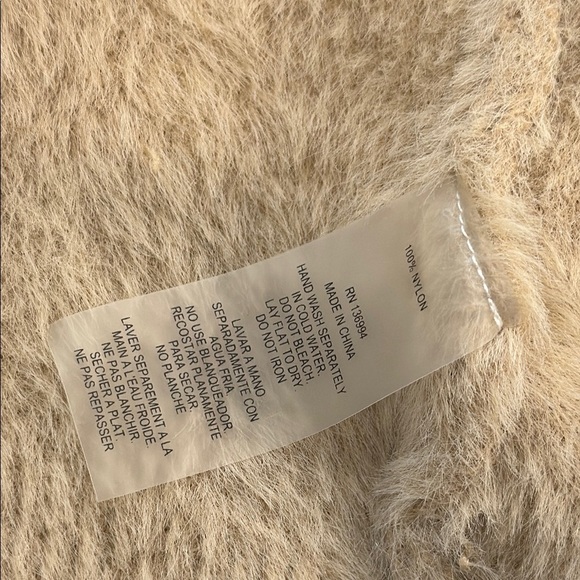 100% NYLON
RN 136994
MADE IN CHINA
HAND WASH SEPARATELY
IN COLD WATER.
DO NOT BLEACH.
LAY FLAT TO DRY
DO NOT IRON
LAVAR A MANO
SEPARADAMENTE CON
AGUA FRIA.
NO USE BLANQUEADOR.
RECOSTAR PLANAMENTE
PARA SECAR.
NO PLANCHE
LAVER SEPAREMENT A LA
MAIN A L'EAU FROIDE.
NE PAS BLANCHIR.
SECHER A PLAT.
NE PAS REPASSER